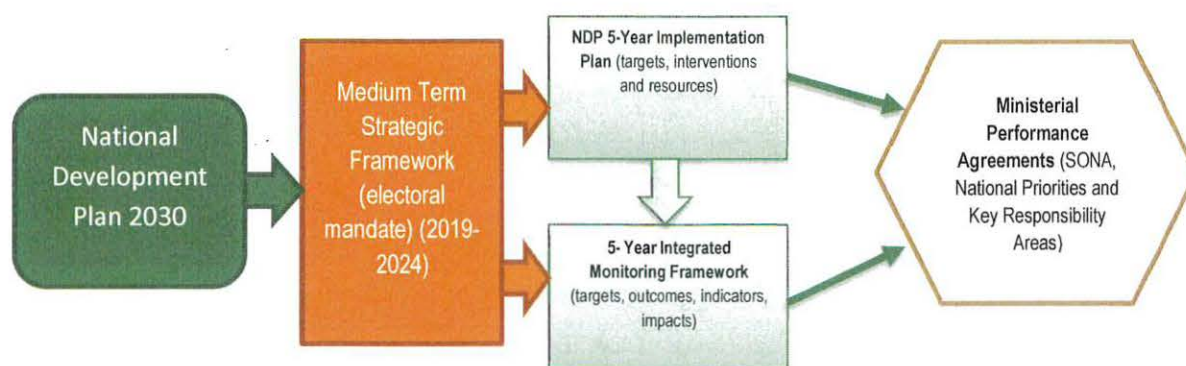 National
Development
Plan 2030
Medium Term
Strategic
Framework
(electoral
mandate) (2019-
2024)
NDP 5-Year Implementation
Plan (targets, interventions
and resources)
5- Year Integrated
Monitoring Framework
(targets, outcomes, indicators,
impacts)
Ministerial
Performance
Agreements (SONA,
National Priorities and
Key Responsibility
Areas)